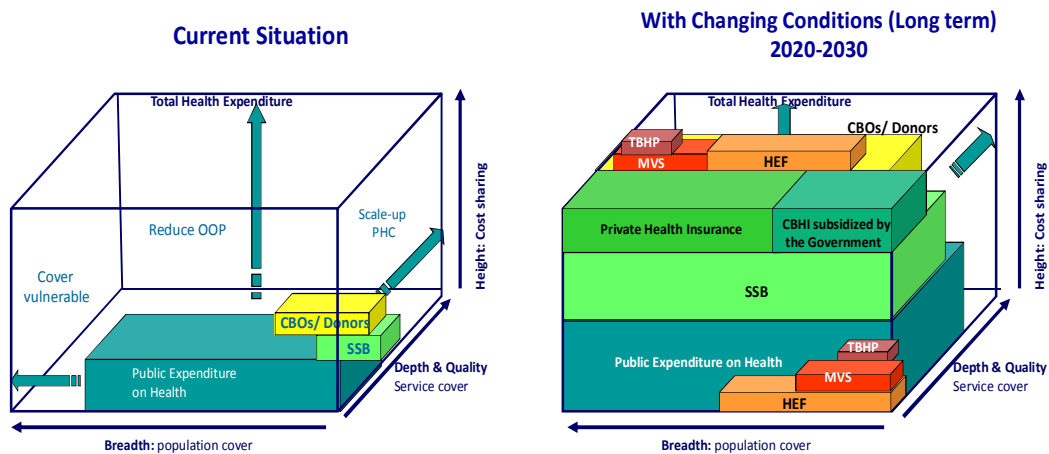 Current Situation
Total Health Expenditure
Reduce OOP
Scale-up
PHC
Cover
vulnerable
CBOs/ Donors
SSB
Public Expenditure
on Health
Height: Cost sharing
Depth & Quality
Service cover
Breadth: population cover
With Changing Conditions (Long term)
2020-2030
Total Health Expenditure
CBOs/ Donors
TBHP
MVS
HEF
Private Health Insurance
CBHI subsidized by
the Government
SSB
Public Expenditure on Health
TBHP
MVS
HEF
Height: Cost sharing
Depth & Quality
Service cover
Breadth: population cover